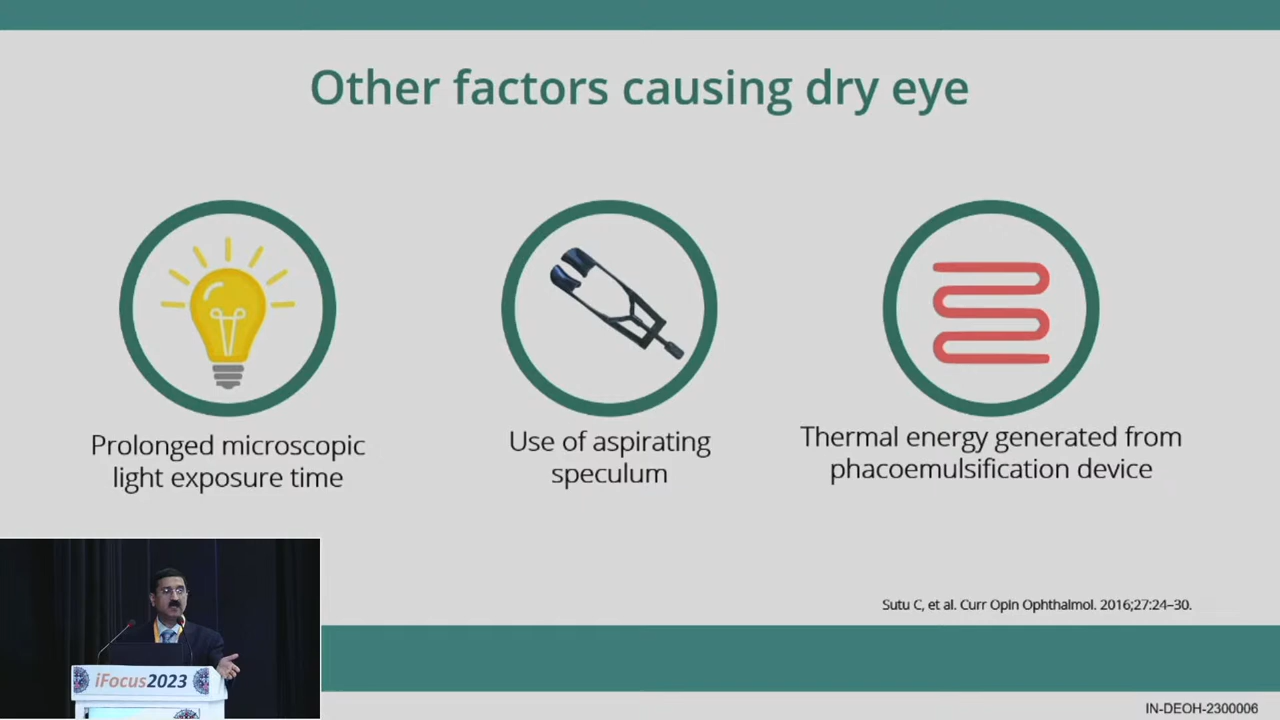 Other factors causing dry eye
Prolonged microscopic
light exposure time
Use of aspirating
speculum
Thermal energy generated from
phacoemulsification device
Sutu C, et al. Curr Opin Ophthalmol. 2016;27:24–30.
iFocus2023
IN-DEOH-2300006